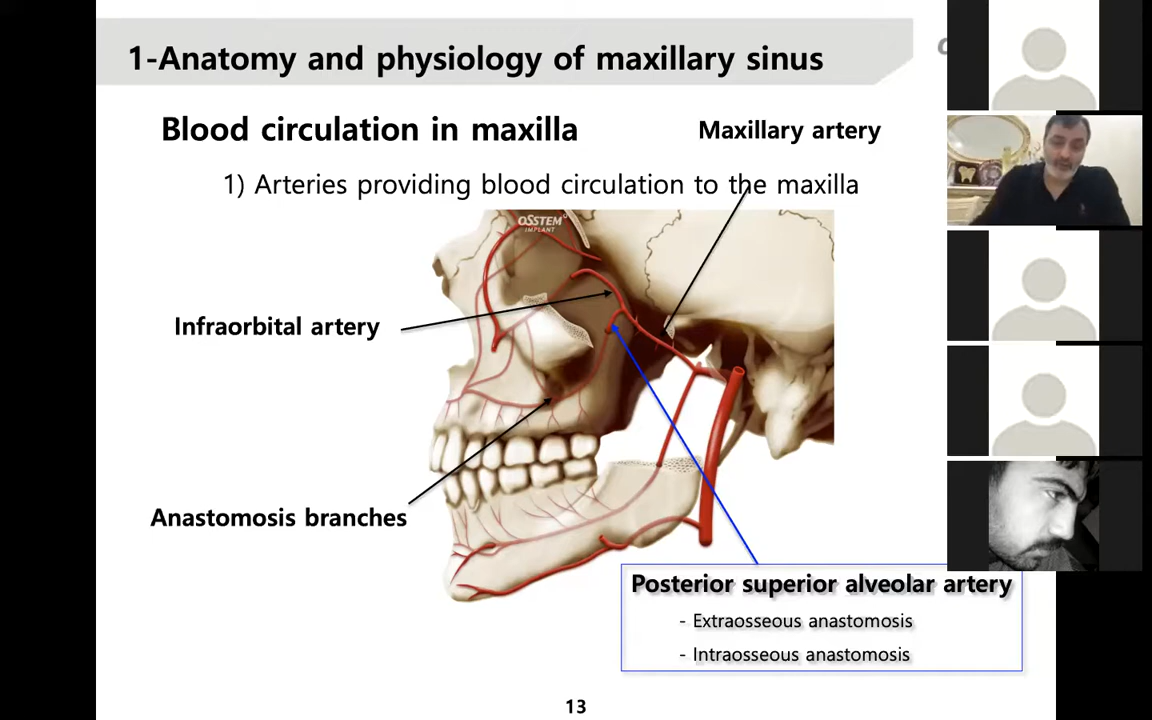 1-Anatomy and physiology of maxillary sinus
Blood circulation in maxilla
Maxillary artery
1) Arteries providing blood circulation to the maxilla
OSSTEM
IMPLANT
Infraorbital artery
Anastomosis branches
Posterior superior alveolar artery
- Extraosseous anastomosis
- Intraosseous anastomosis
13